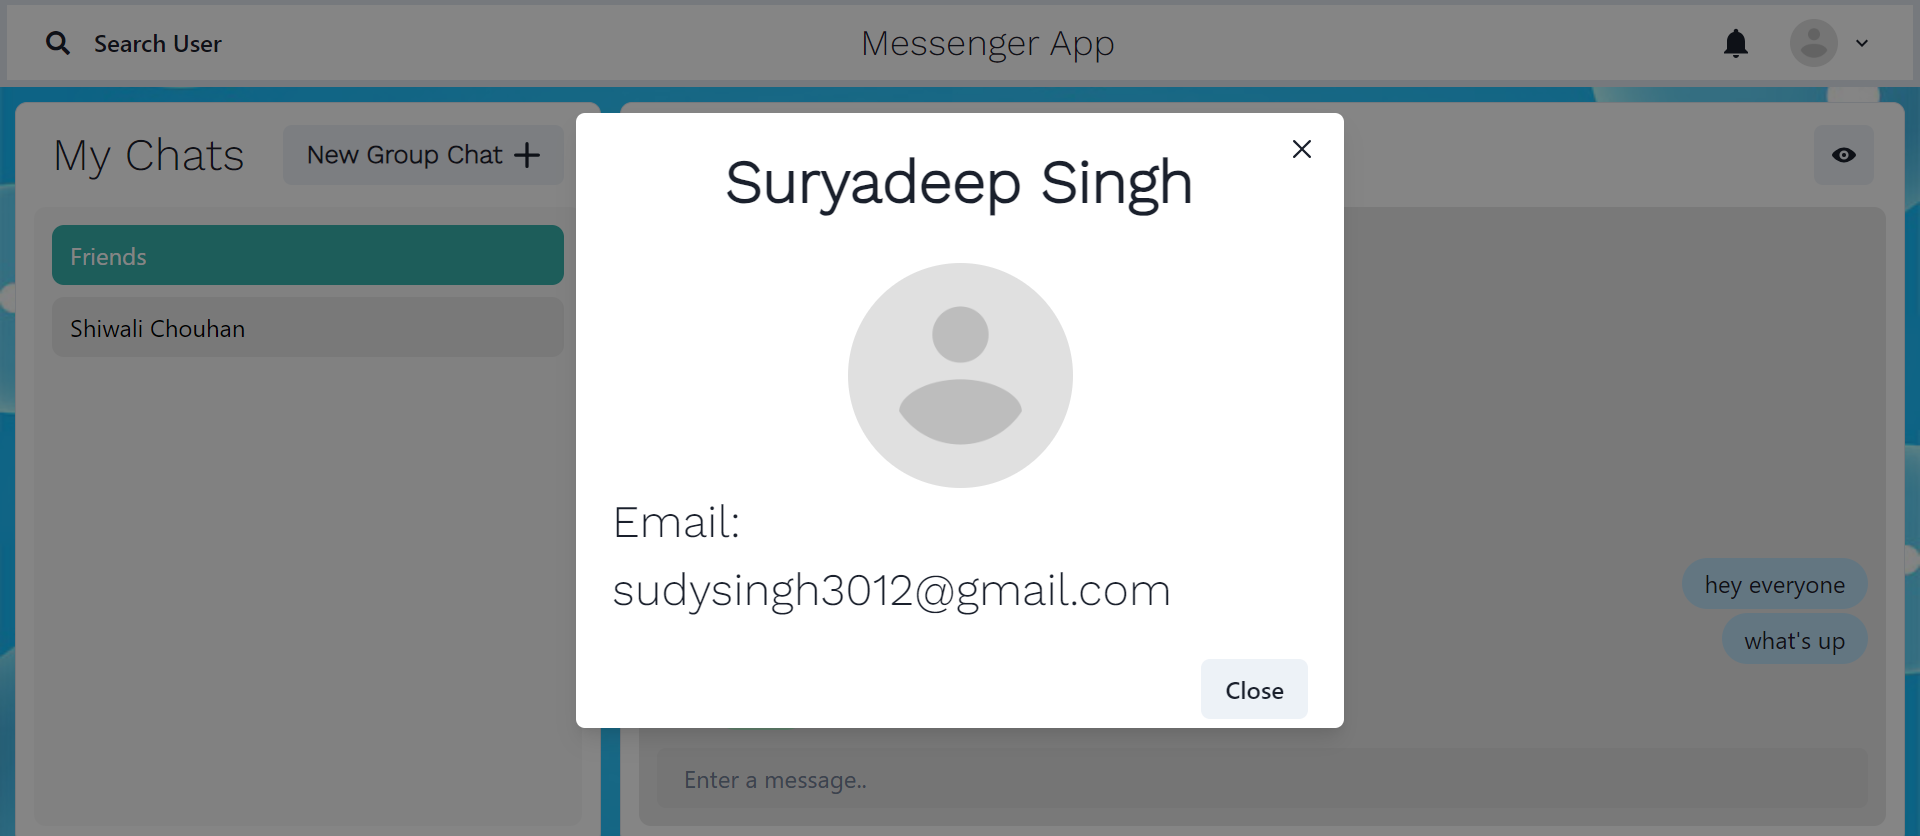 Search User
Messenger App
My Chats
New Group Chat
Friends
Shiwali Chouhan
Suryadeep Singh
Email:
sudysingh3012@gmail.com
Close
hey everyone
what's up
Enter a message..